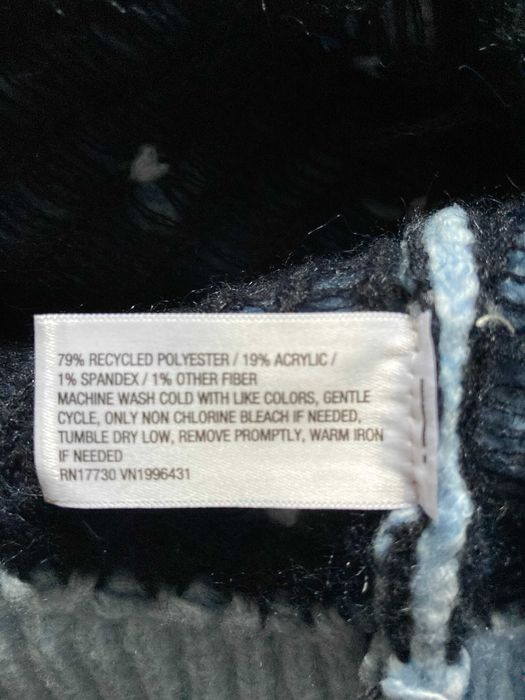 79% RECYCLED POLYESTER / 19% ACRYLIC /
1% SPANDEX / 1% OTHER FIBER
MACHINE WASH COLD WITH LIKE COLORS, GENTLE
CYCLE, ONLY NON CHLORINE BLEACH IF NEEDED,
TUMBLE DRY LOW, REMOVE PROMPTLY, WARM IRON
IF NEEDED
RN17730 VN1996431